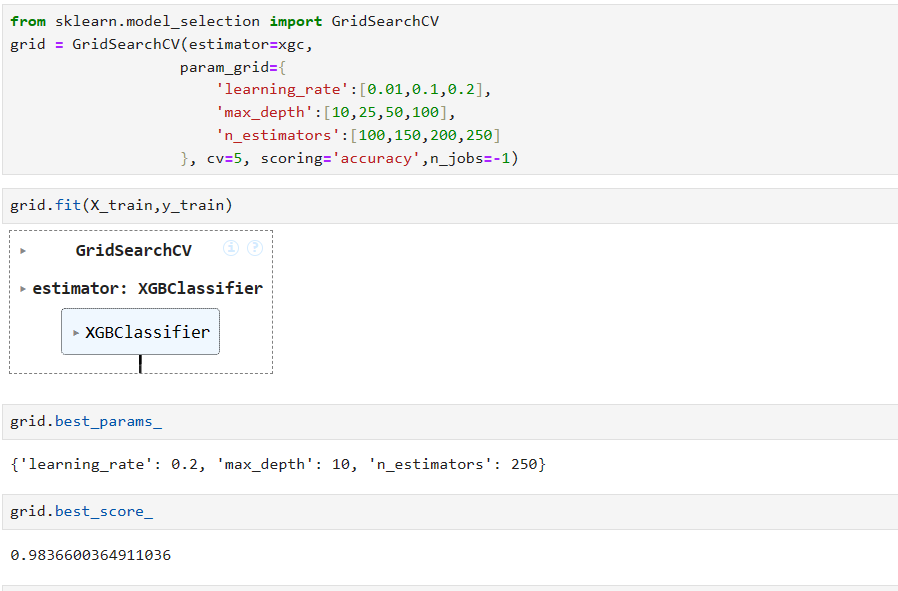 from sklearn.model_selection import GridSearchCV
grid = GridSearchCV(estimator=xgc,
                   param_grid={
                       'learning_rate':[0.01,0.1,0.2],
                       'max_depth':[10,25,50,100],
                       'n_estimators':[100,150,200,250]
                   }, cv=5, scoring='accuracy',n_jobs=-1)
grid.fit(X_train,y_train)
▸ GridSearchCV i ?
▸ estimator: XGBClassifier
▸ XGBClassifier
grid.best_params_
{'learning_rate': 0.2, 'max_depth': 10, 'n_estimators': 250}
grid.best_score_
0.9836600364911036